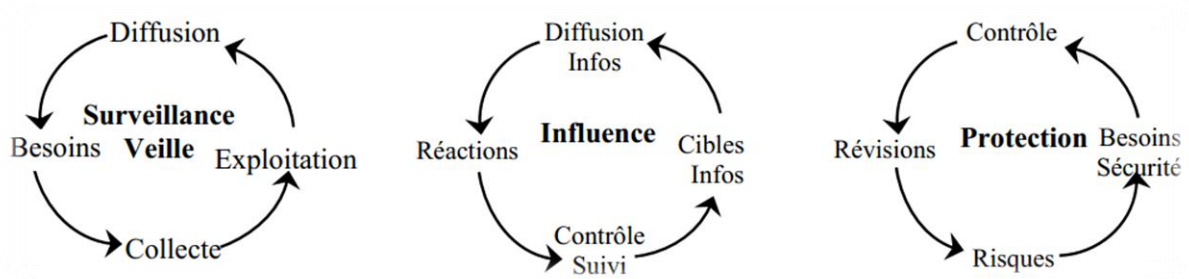 Diffusion
Surveillance
Veille
Besoins
Exploitation
Collecte
Diffusion
Infos
Influence
Réactions
Cibles
Infos
Contrôle
Suivi
Contrôle
Protection
Révisions
Besoins
Sécurité
Risques